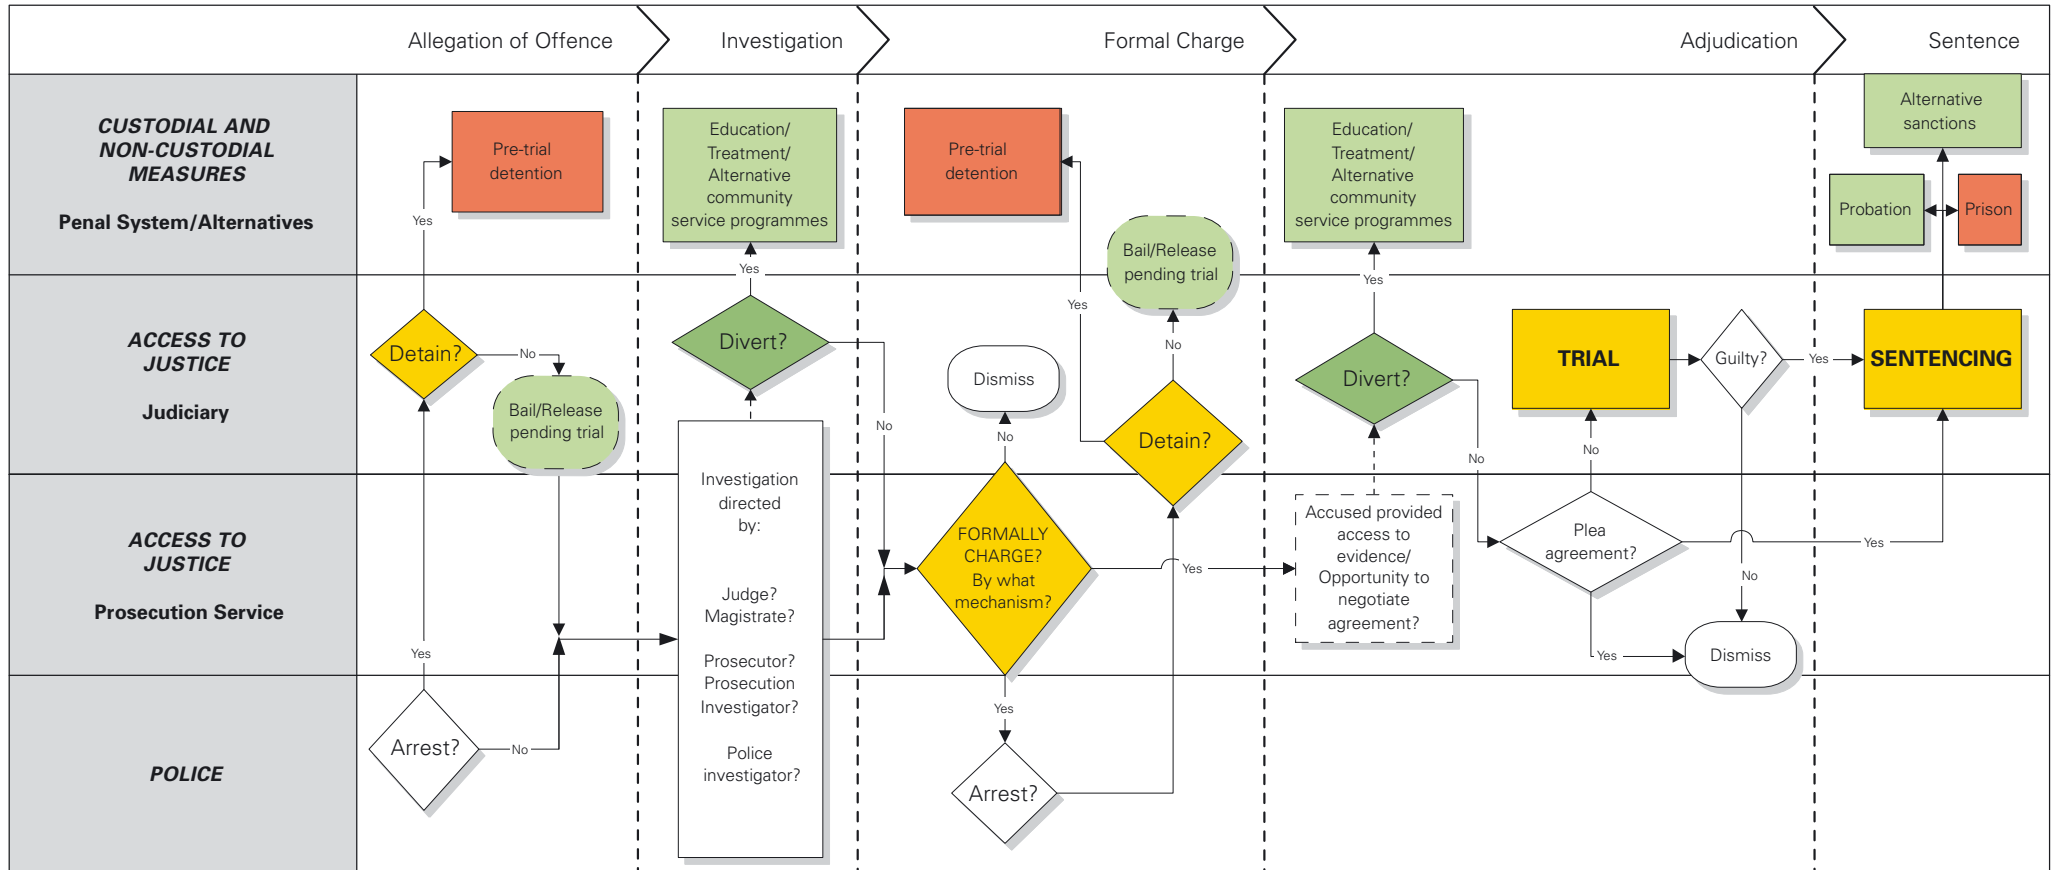 Allegation of Offence
Investigation
Formal Charge
Adjudication
Sentence
CUSTODIAL AND
NON-CUSTODIAL
MEASURES
Penal System/Alternatives
Pre-trial
detention
Yes
Education/
Treatment/
Alternative
community
service programmes
Yes
Pre-trial
detention
Yes
Bail/Release
pending trial
Education/
Treatment/
Alternative
community
service programmes
Yes
Alternative
sanctions
Probation
Prison
ACCESS TO
JUSTICE
Judiciary
Detain?
No
Bail/Release
pending trial
Divert?
No
Dismiss
No
Detain?
No
Divert?
No
TRIAL
No
Guilty?
Yes
SENTENCING
ACCESS TO
JUSTICE
Prosecution Service
Yes
Investigation
directed
by:
Judge?
Magistrate?
Prosecutor?
Prosecution
Investigator?
Police
investigator?
FORMALLY
CHARGE?
By what
mechanism?
Yes
Accused provided
access to
evidence/
Opportunity to
negotiate
agreement?
Plea
agreement?
Yes
No
Yes
Dismiss
POLICE
Arrest?
No
Yes
Arrest?